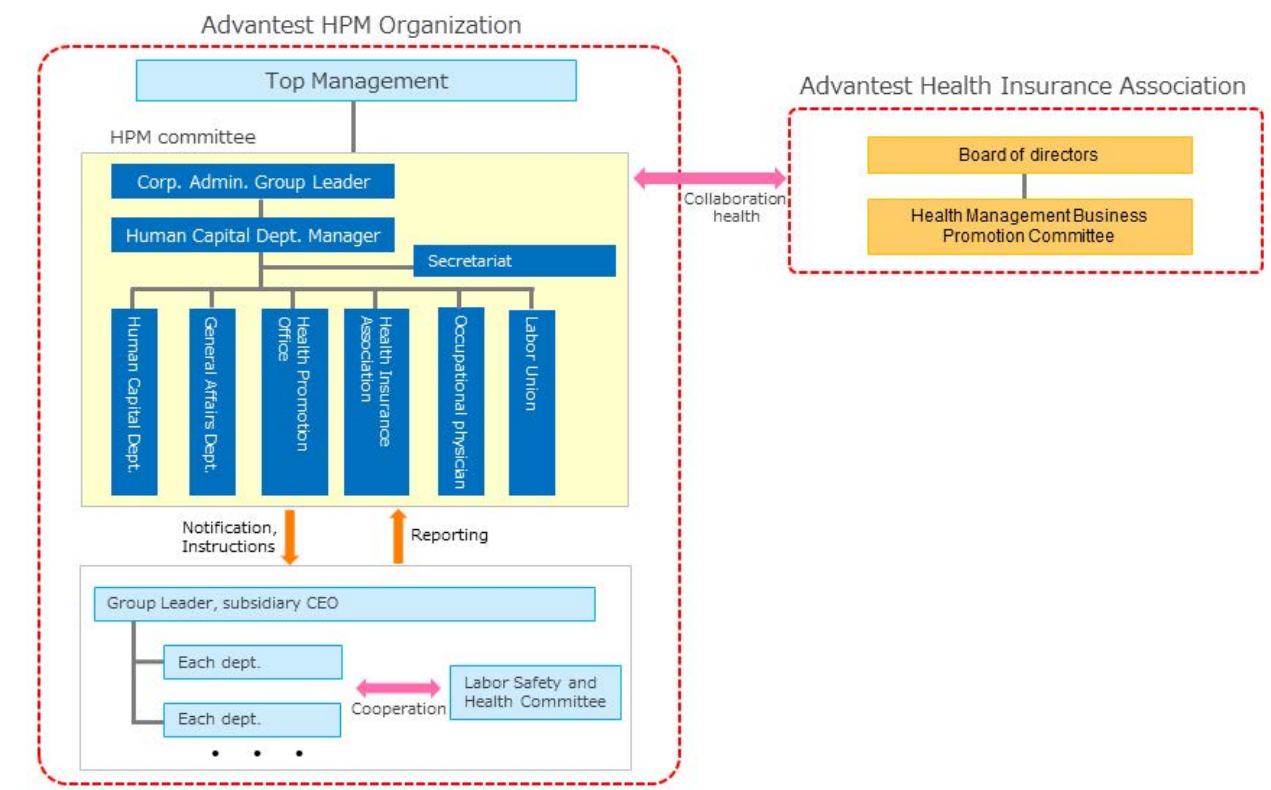 Advantest HPM Organization
Top Management
HPM committee
Corp. Admin. Group Leader
Human Capital Dept. Manager
Secretariat
Human Capital Dept.
General Affairs Dept.
Health Promotion
Office
Health Insurance
Association
Occupational physician
Labor Union
Notification,
Instructions
Reporting
Group Leader, subsidiary CEO
Each dept.
Each dept.
• • •
Cooperation
Labor Safety and
Health Committee
Collaboration
health
Advantest Health Insurance Association
Board of directors
Health Management Business
Promotion Committee